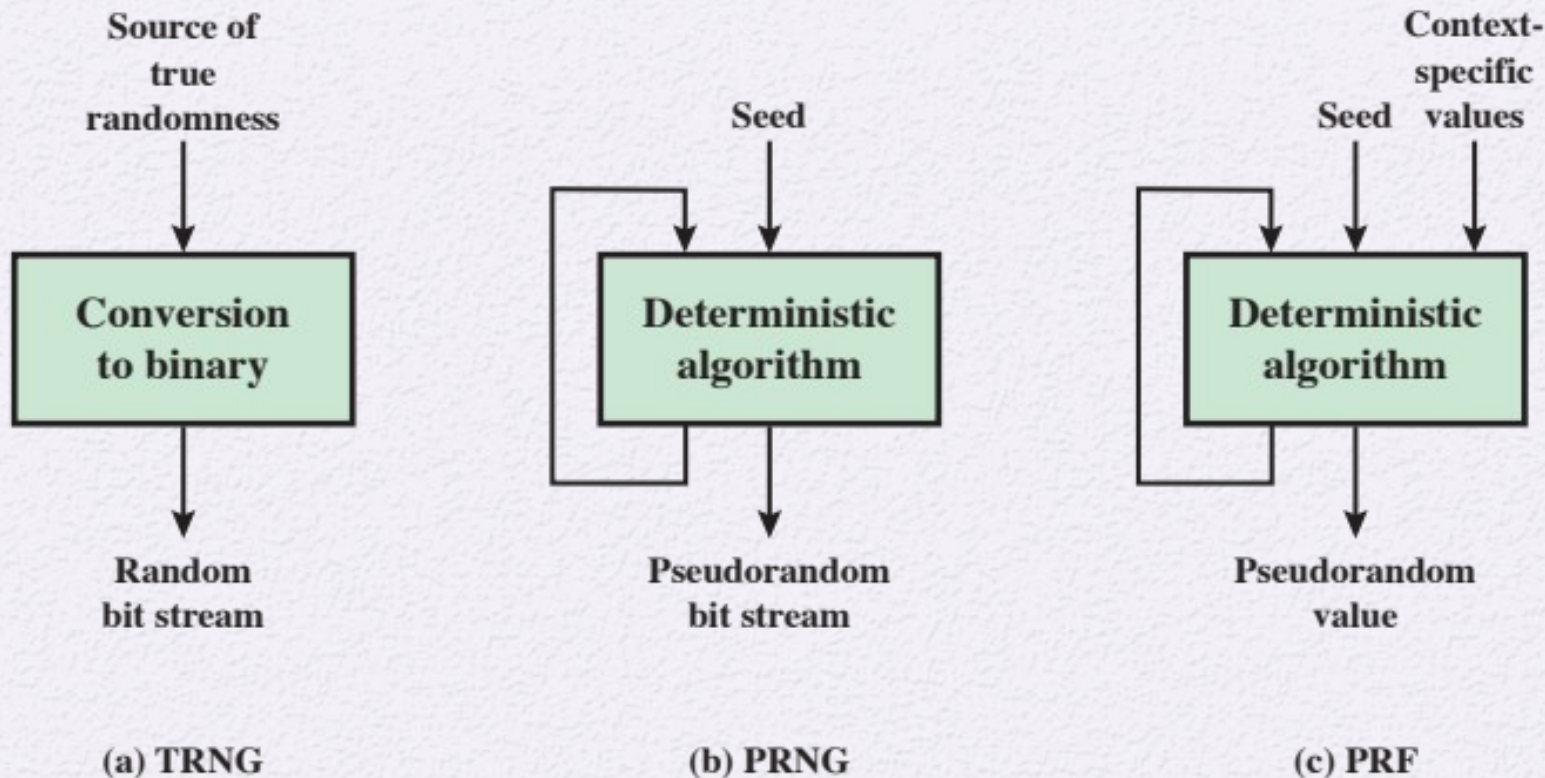 Source of
true
randomness
Conversion
to binary
Random
bit stream
(a) TRNG
Seed
Deterministic
algorithm
Pseudorandom
bit stream
(b) PRNG
Seed
Context-
specific
values
Deterministic
algorithm
Pseudorandom
value
(c) PRF